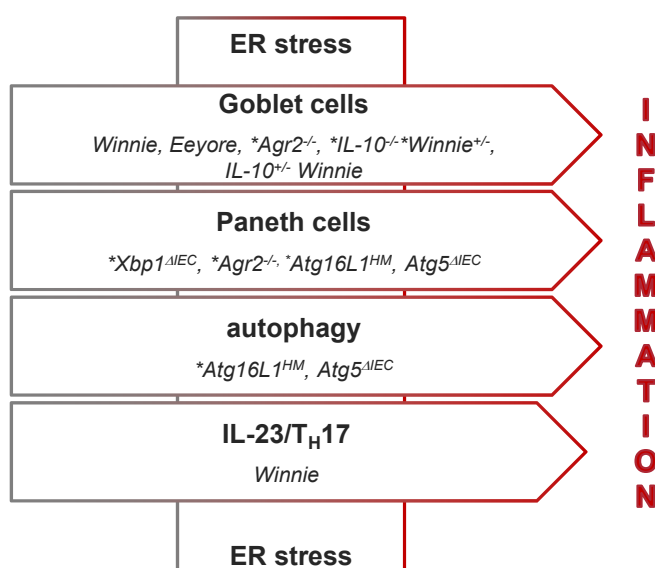 ER stress
Goblet cells
Winnie, Eeyore, *Agr2-/-, *IL-10-/-*Winnie+/-,
IL-10+/- Winnie
Paneth cells
*Xbp1ΔIEC, *Agr2-/-, *Atg16L1HM, Atg5ΔIEC
autophagy
*Atg16L1HM, Atg5ΔIEC
IL-23/TH17
Winnie
ER stress
INFLAMMATION